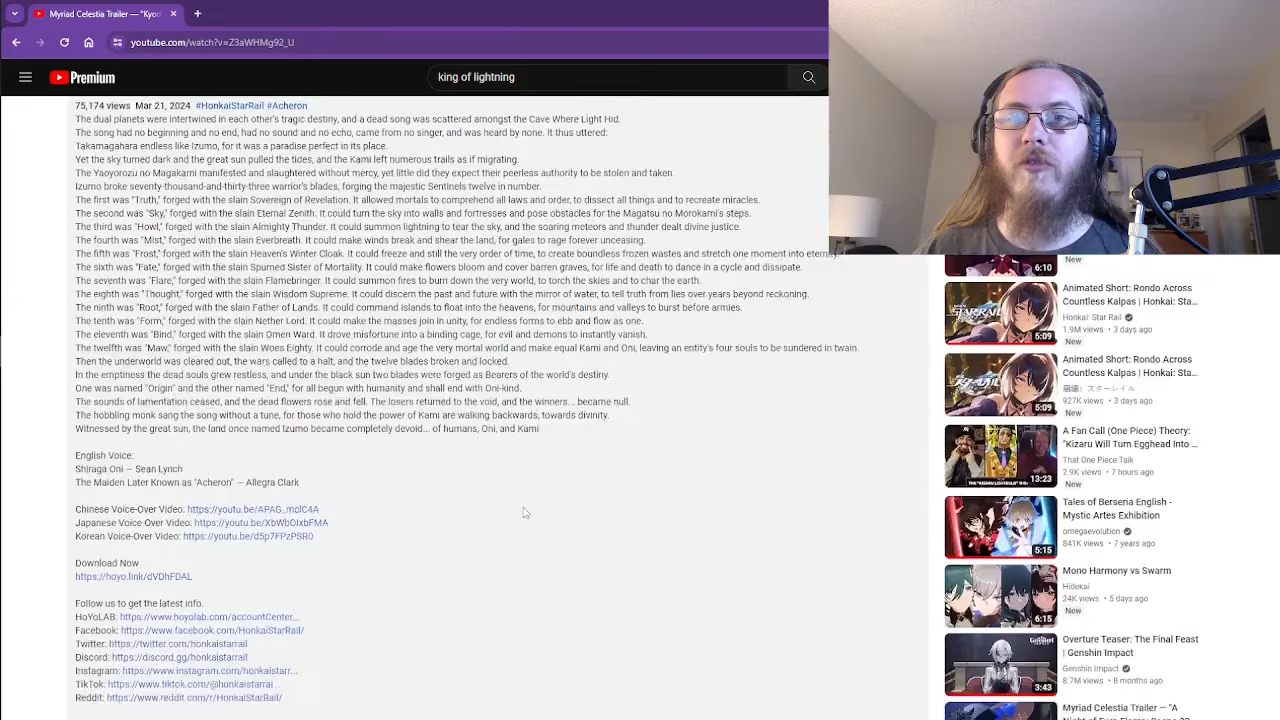 Myriad Celestia Trailer — "Kyo
youtube.com/watch?v=Z3aWHMg92_U
Premium
king of lightning
75,174 views Mar 21, 2024 #HonkaiStarRail #Acheron
The dual planets were intertwined in each other's tragic destiny, and a dead song was scattered amongst the Cave Where Light Hid.
The song had no beginning and no end, had no sound and no echo, came from no singer, and was heard by none. It thus uttered:
Takamagahara endless like Izumo, for it was a paradise perfect in its place.
Yet the sky turned dark and the great sun pulled the tides, and the Kami left numerous trails as if migrating.
The Yaoyorozu no Magakami manifested and slaughtered without mercy, yet little did they expect their peerless authority to be stolen and taken.
Izumo broke seventy-thousand-and-thirty-three warrior's blades, forging the majestic Sentinels twelve in number.
The first was "Truth," forged with the slain Sovereign of Revelation. It allowed mortals to comprehend all laws and order, to dissect all things and to recreate miracles.
The second was "Sky," forged with the slain Eternal Zenith. It could turn the sky into walls and fortresses and pose obstacles for the Magatsu no Morokami's steps.
The third was "Howl," forged with the slain Almighty Thunder. It could summon lightning to tear the sky, and the soaring meteors and thunder dealt divine justice.
The fourth was "Mist," forged with the slain Everbreath. It could make winds break and shear the land, for gales to rage forever unceasing.
The fifth was "Frost," forged with the slain Heaven's Winter Cloak. It could freeze and still the very order of time, to create boundless frozen wastes and stretch one moment into eternity.
The sixth was "Fate," forged with the slain Spurned Sister of Mortality. It could make flowers bloom and cover barren graves, for life and death to dance in a cycle and dissipate.
The seventh was "Flare," forged with the slain Flamebringer. It could endless summon fires to burn down the very world, to torch the skies and to char the earth.
The eighth was "Thought," forged with the slain Wisdom Supreme. It could discern the past and future with the mirror of water, to tell truth from lies over years beyond reckoning.
The ninth was "Root," forged with the slain Father of Lands. It could command islands to float into the heavens, for mountains and valleys to burst before armies.
The tenth was "Form," forged with the slain Nether Lord. It could make the masses join in unity, for endless forms to ebb and flow as one.
The eleventh was "Bind," forged with the slain Omen Ward. It drove misfortune into a binding cage, for evil and demons to instantly vanish.
The twelfth was "Maw," forged with the slain Woes Eighty. It could devour and age the very mortal world and make equal Kami and Oni, leaving an entity's four souls to be sundered in twain.
Then the underworld was cleared out, the wars called to a halt, and the twelve blades broken and locked.
In the emptiness the dead souls grew restless, and under the black sun two blades were forged as Bearers of the world's destiny.
One was named "Origin" and the other named "End," for all begun with humanity and shall end with Oni-kind.
The sounds of lamentation ceased, and the dead flowers rose and fell. The losers returned to the void, and the winners... became null.
The hobbling monk sang the song without a tune, for those who hold the power of Kami are walking backwards, towards divinity.
Witnessed by the great sun, the land once named Izumo became completely devoid... of humans, Oni, and Kami
English Voice:
Shiraga Oni — Sean Lynch
The Maiden Later Known as "Acheron" — Allegra Clark
Chinese Voice-Over Video: https://youtu.be/APAG_mclC4A
Japanese Voice-Over Video: https://youtu.be/XbWbOIxbFMA
Korean Voice-Over Video: https://youtu.be/d5p7FPzPSR0
Download Now
https://hoyo.link/dVDhFDAL
Follow us to get the latest info.
HoYoLAB: https://www.hoyolab.com/accountCenter...
Facebook: https://www.facebook.com/HonkaiStarRail/
Twitter: https://twitter.com/honkaistarrail
Discord: https://discord.gg/honkaistarrail
Instagram: https://www.instagram.com/honkaistarr...
TikTok: https://www.tiktok.com/@honkaistarrai
Reddit: https://www.reddit.com/r/HonkaiStarRail/
6:10
New
Animated Short: Rondo Across
Countless Kalpas | Honkai: Sta...
Honkai: Star Rail
1.9M views • 3 days ago
New
5:09
Animated Short: Rondo Across
Countless Kalpas | Honkai: Sta...
崩壊：スターレイル
927K views • 3 days ago
New
5:09
A Fan Call (One Piece) Theory:
"Kizaru Will Turn Egghead Into ...
That One Piece Talk
2.9K views • 7 hours ago
New
13:23
Tales of Berseria English -
Mystic Artes Exhibition
omegaevolution
841K views • 7 years ago
5:15
Mono Harmony vs Swarm
Hidekai
24K views • 5 days ago
New
6:15
Overture Teaser: The Final Feast
| Genshin Impact
Genshin Impact
8.7M views • 8 months ago
3:43
Myriad Celestia Trailer — "A